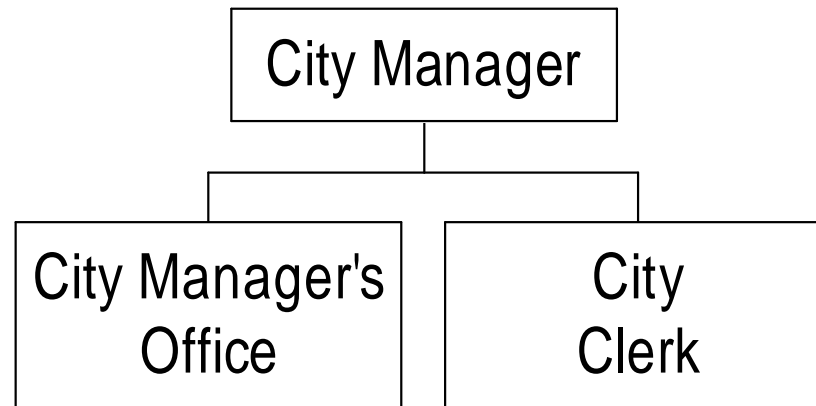 City Manager
City Manager's
Office
City
Clerk